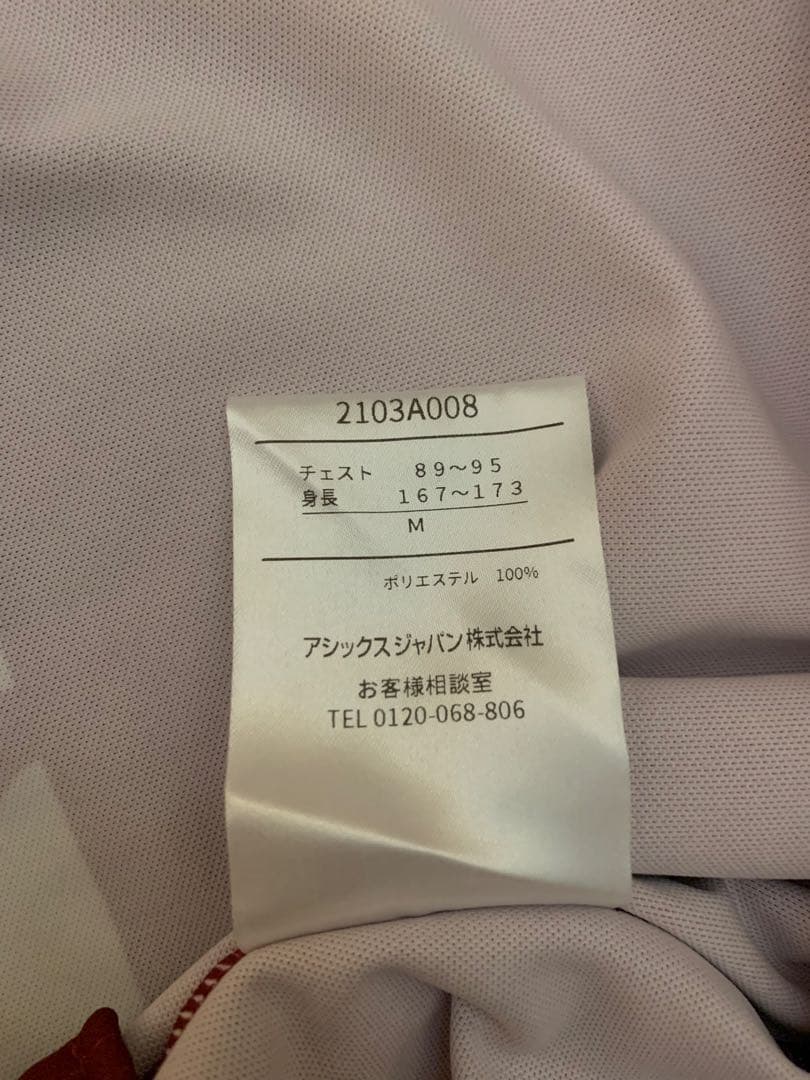 2103A008
チェスト 89〜95
身長 167〜173
M
ポリエステル 100%
アシックスジャパン株式会社
お客様相談室
TEL 0120-068-806